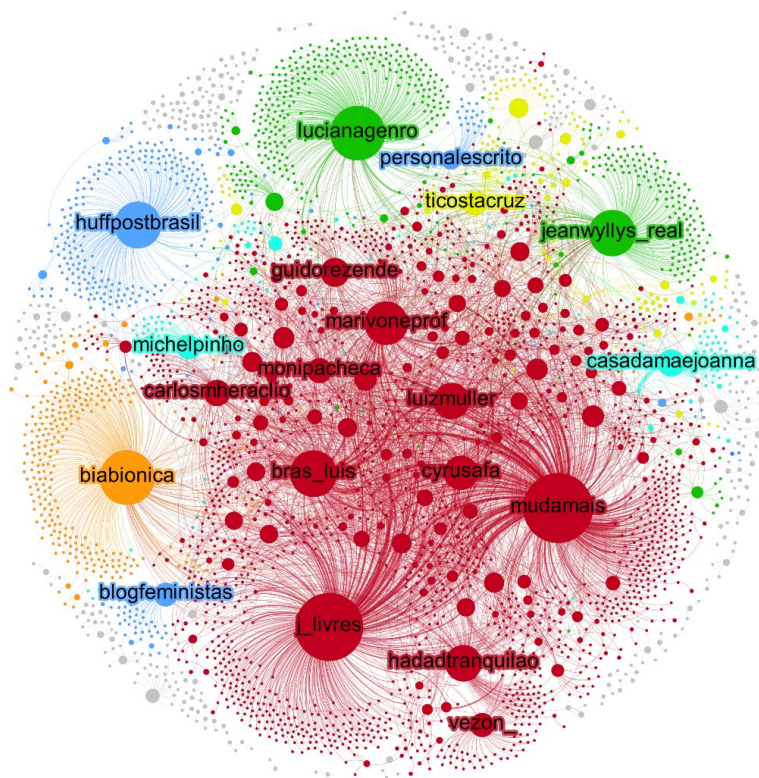 lucianagenro
personalescrito
ticostacruz
huffpostbrasil
jeanwyllys_real
guidorezende
marivoneprof
michelpinho
casadamaejoanna
monipacheca
carlosmheraclio
luizmuller
biabionica
bras_luis
cyrusafa
mudamais
blogfeministas
j_livres
hadadtranquilao
vezon_